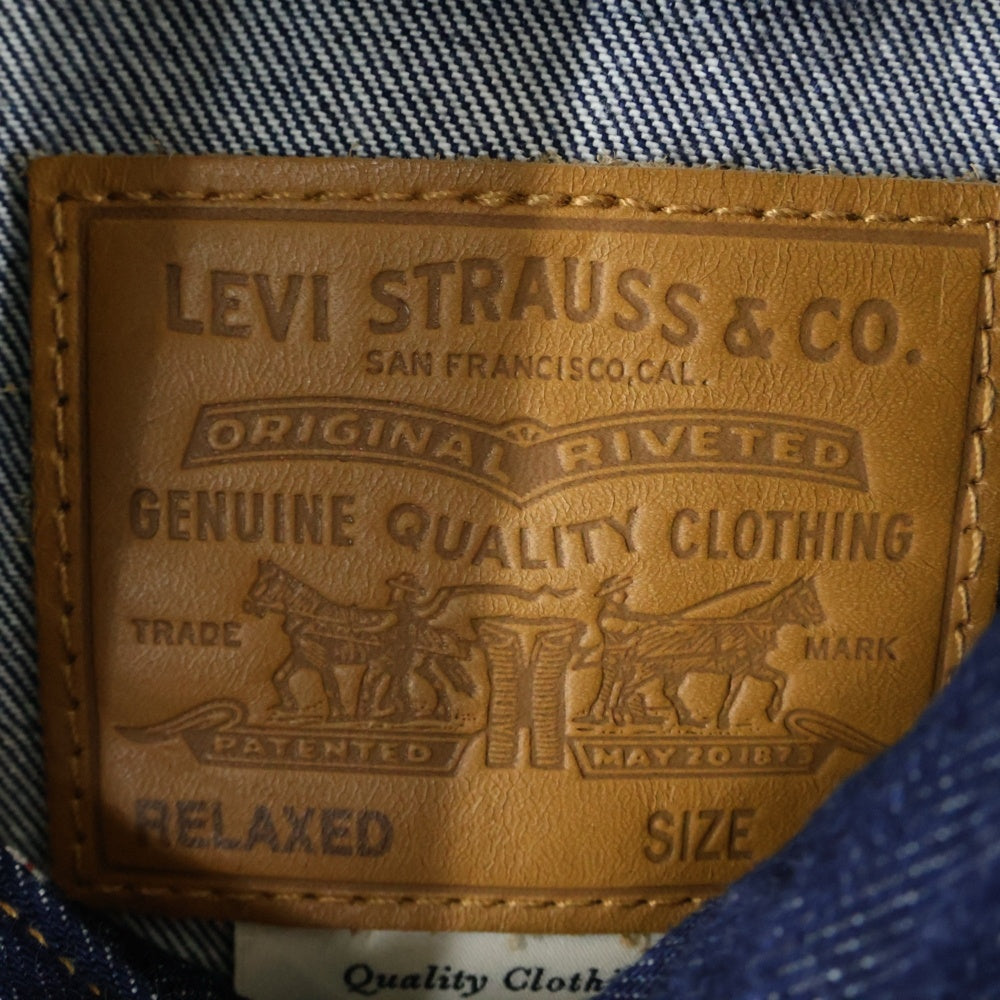 LEVI STRAUSS & CO.
SAN FRANCISCO, CAL.
ORIGINAL RIVETED
GENUINE QUALITY CLOTHING
TRADE MARK
PATENTED MAY 20 1873
RELAXED SIZE
Quality